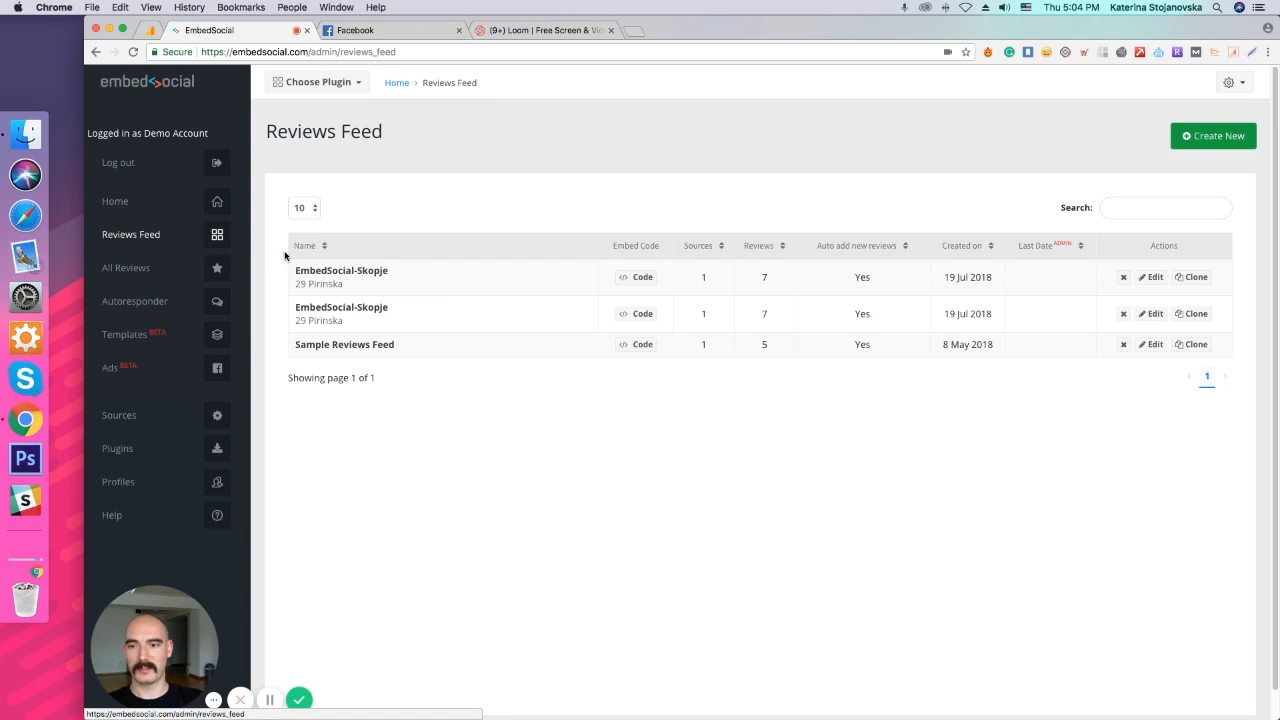 Chrome File Edit View History Bookmarks People Window Help Thu 5:04 PM Katerina Stojanovska
EmbedSocial Facebook (9+) Loom | Free Screen & Vid
Secure https://embedsocial.com/admin/reviews_feed
embedsocial
Choose Plugin Home > Reviews Feed
Logged in as Demo Account
Reviews Feed
Create New
Log out
Home
Reviews Feed
All Reviews
Autoresponder
Templates BETA
Ads BETA
Sources
Plugins
Profiles
Help
10 Search:
Name Embed Code Sources Reviews Auto add new reviews Created on Last Date ADMIN Actions
EmbedSocial-Skopje
29 Pirinska
</> Code 1 7 Yes 19 Jul 2018 Edit Clone
EmbedSocial-Skopje
29 Pirinska
</> Code 1 7 Yes 19 Jul 2018 Edit Clone
Sample Reviews Feed </> Code 1 5 Yes 8 May 2018 Edit Clone
Showing page 1 of 1 1
Ps
S
S
https://embedsocial.com/admin/reviews_feed